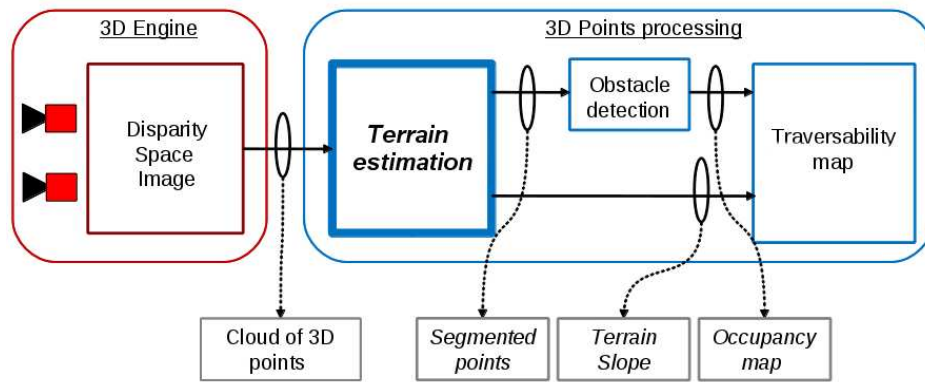 3D Engine
3D Points processing
Disparity
Space
Image
Terrain
estimation
Obstacle
detection
Traversability
map
Cloud of 3D
points
Segmented
points
Terrain
Slope
Occupancy
map